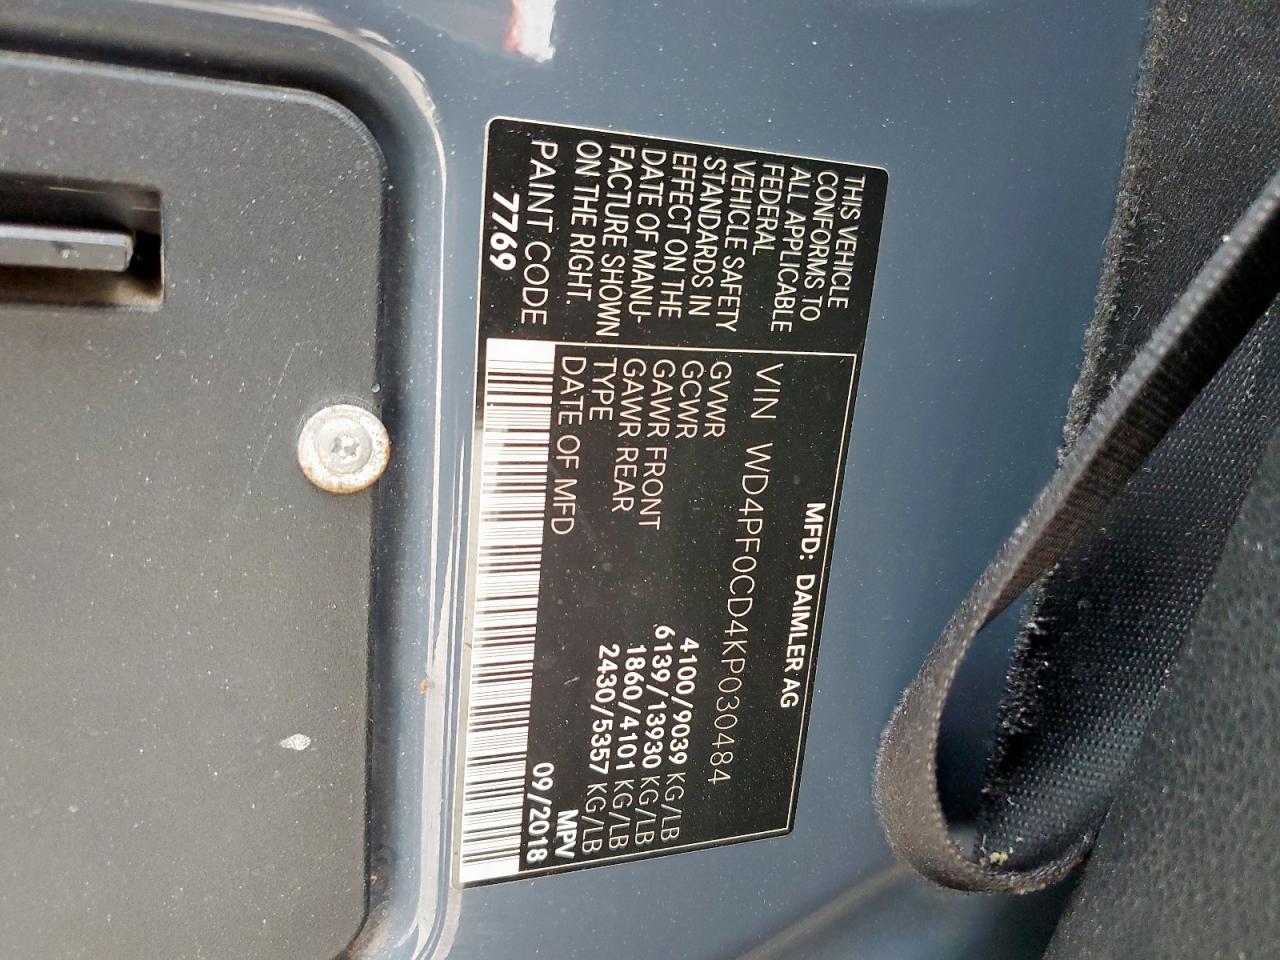 THIS VEHICLE
CONFORMS TO
ALL APPLICABLE
FEDERAL
VEHICLE SAFETY
STANDARDS IN
EFFECT ON THE
DATE OF MANU-
FACTURE SHOWN
ON THE RIGHT.
PAINT CODE
7769
MFD: DAIMLER AG
VIN WD4PF0CD4KP030484
GVWR 4100/9039 KG/LB
GCWR 6139/13930 KG/LB
GAWR FRONT 1860/4101 KG/LB
GAWR REAR 2430/5357 KG/LB
TYPE MPV
DATE OF MFD 09/2018